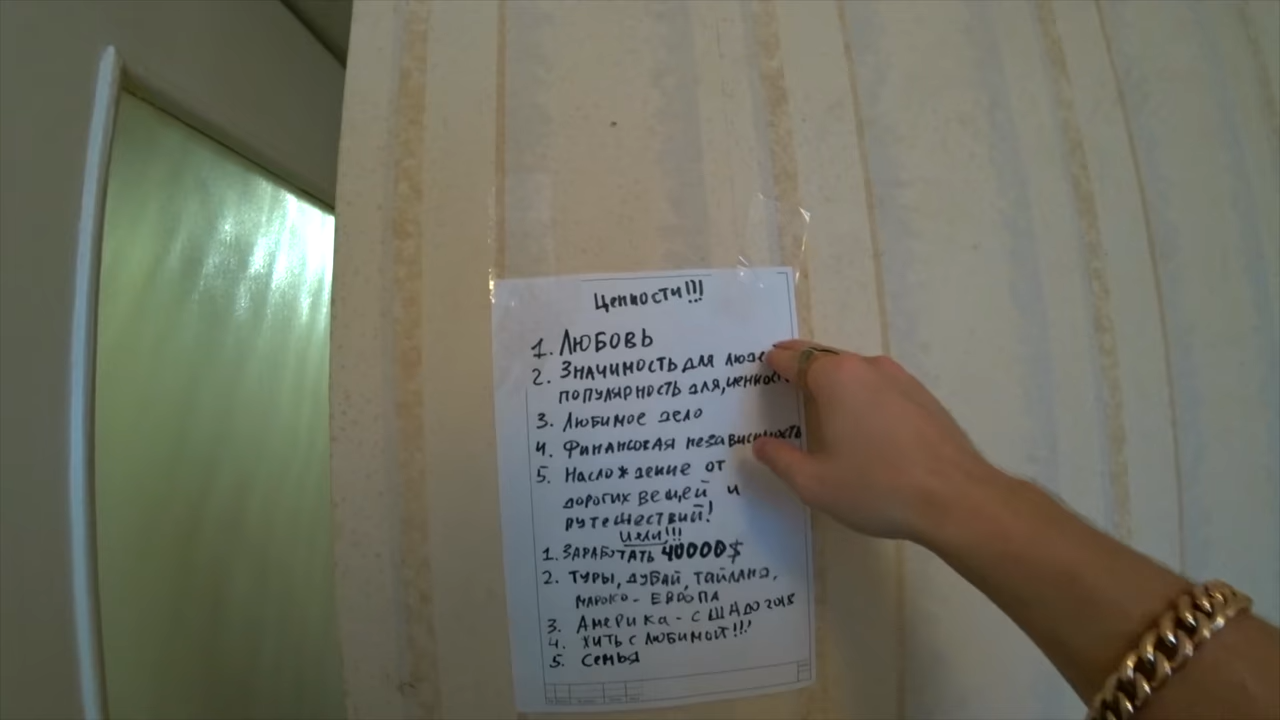 Ценности!!!
1. ЛЮБОВЬ
2. Значимость для люде
популярность для, ценност
3. Любимое дело
4. Финансовая независимость
5. Наслождение от
дорогих вещей и
путешествий!
Цели!!!
1. ЗАРАБОТАТЬ 40000$
2. ТУРЫ, ДУБАЙ, ТАЙЛАНД,
МАРОКО - ЕВРОПА
3. Америка - США ДО 2018
4. ЖИТЬ С ЛЮБИМОЙ!!!
5. Семья